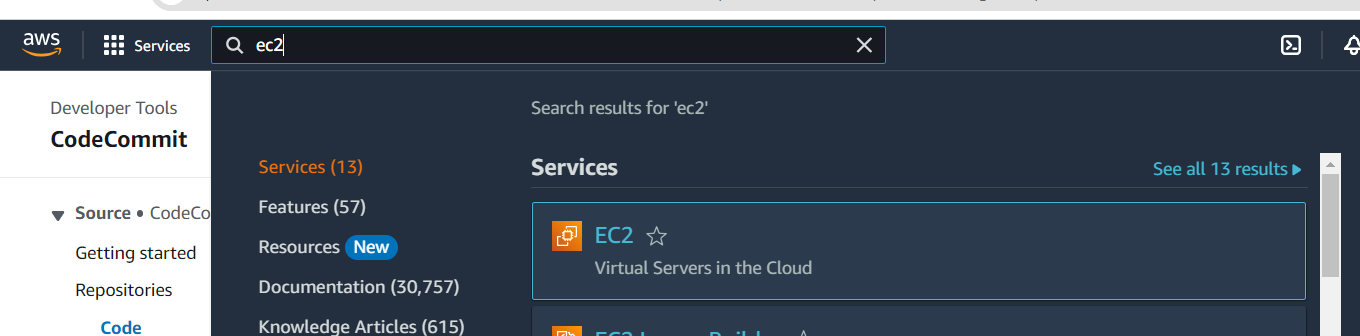 aws
Services
ec2
Developer Tools
CodeCommit
Source • CodeCo
Getting started
Repositories
Code
Search results for 'ec2'
Services (13)
Features (57)
Resources New
Documentation (30,757)
Knowledge Articles (615)
Services
See all 13 results
EC2
Virtual Servers in the Cloud